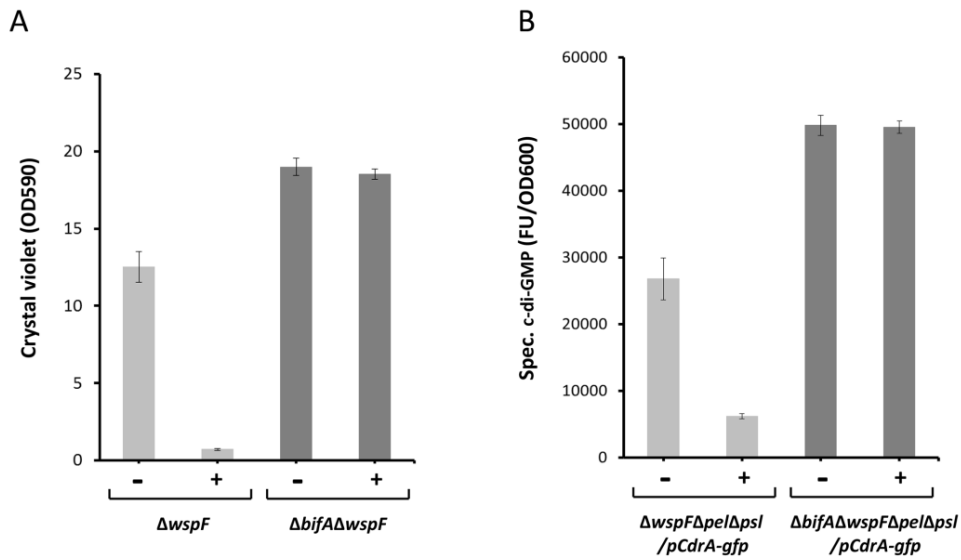 A
Crystal violet (OD590)
25
20
15
10
5
0
- + - +
ΔwspF ΔbifAΔwspF
B
Spec. c-di-GMP (FU/OD600)
60000
50000
40000
30000
20000
10000
0
- + - +
ΔwspFΔpelΔpsl ΔbifAΔwspFΔpelΔpsl
/pCdrA-gfp /pCdrA-gfp